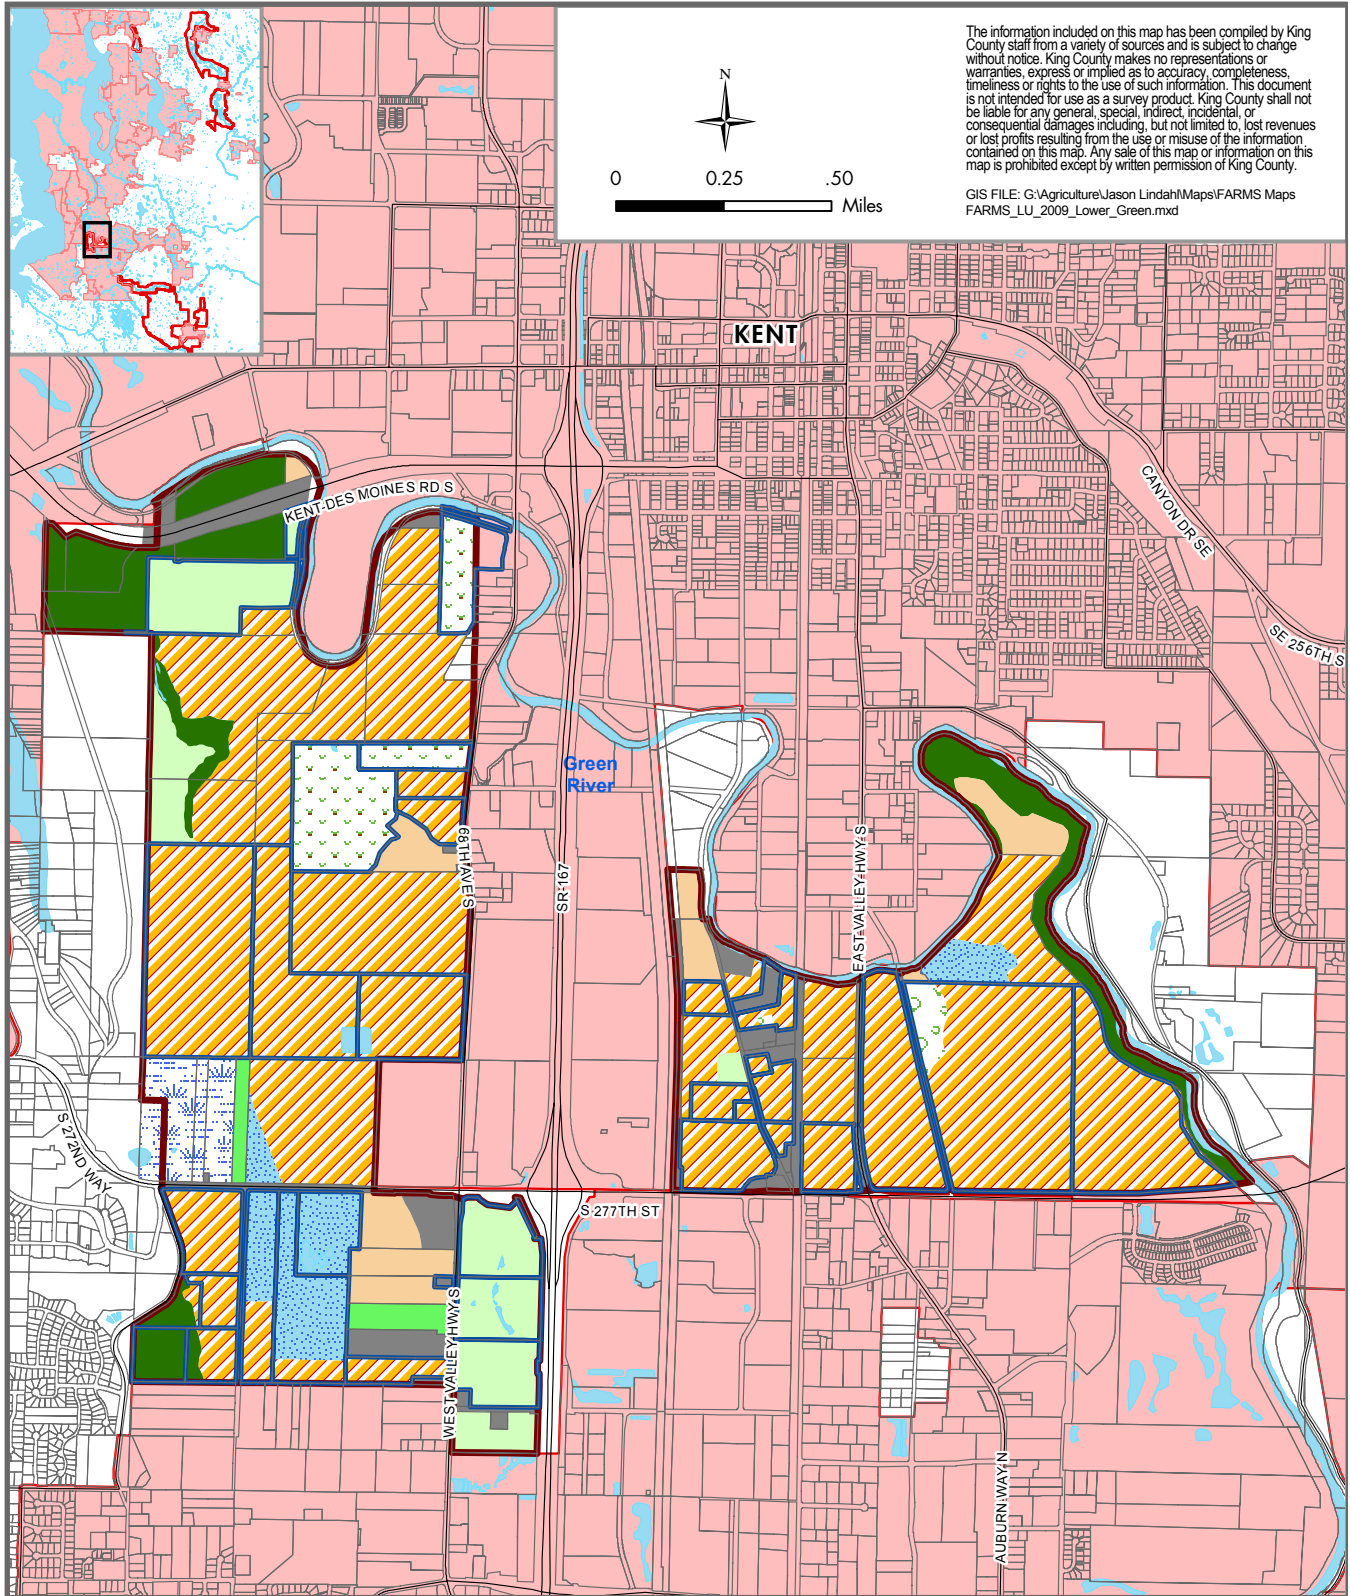 The information included on this map has been compiled by King
County staff from a variety of sources and is subject to change
without notice. King County makes no representations or
warranties, express or implied as to accuracy, completeness,
timeliness or rights to the use of such information. This document
is not intended for use as a survey product. King County shall not
be liable for any general, special, indirect, incidental, or
consequential damages including, but not limited to, lost revenues
or lost profits resulting from the use or misuse of the information
contained on this map. Any sale of this map or information on this
map is prohibited except by written permission of King County.
GIS FILE: G:\Agriculture\Jason Lindahl\Maps\FARMS Maps
FARMS_LU_2009_Lower_Green.mxd
N
0 0.25 .50
Miles
KENT
KENT-DES MOINES RD S
CANYON DR SE
SE 256TH S
Green
River
68TH AVE S
SR 167
EAST VALLEY HWY S
S 272ND WAY
S 277TH ST
WEST VALLEY HWY S
AUBURN WAY N